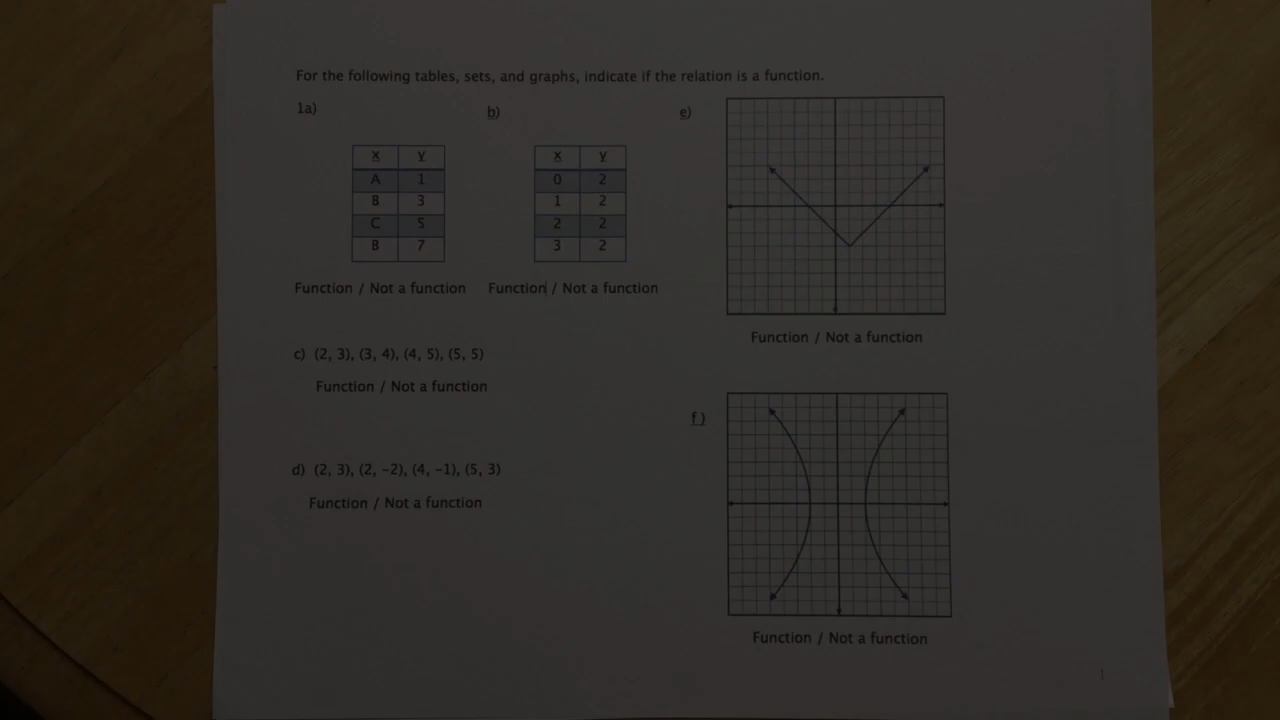 For the following tables, sets, and graphs, indicate if the relation is a function.
1a)
x y
A 1
B 3
C 5
B 7
Function / Not a function
b)
x y
0 2
1 2
2 2
3 2
Function / Not a function
c) (2, 3), (3, 4), (4, 5), (5, 5)
Function / Not a function
d) (2, 3), (2, -2), (4, -1), (5, 3)
Function / Not a function
e)
Function / Not a function
f)
Function / Not a function
1